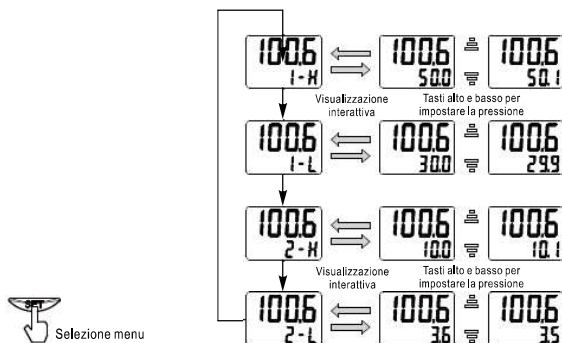 100.6 100.6 100.6
1-H 50.0 50.1
Visualizzazione
interattiva
Tasti alto e basso per
impostare la pressione
100.6 100.6 100.6
1-L 30.0 29.9
100.6 100.6 100.6
2-H 10.0 10.1
Visualizzazione
interattiva
Tasti alto e basso per
impostare la pressione
100.6 100.6 100.6
2-L 3.6 3.5
SET
Selezione menu